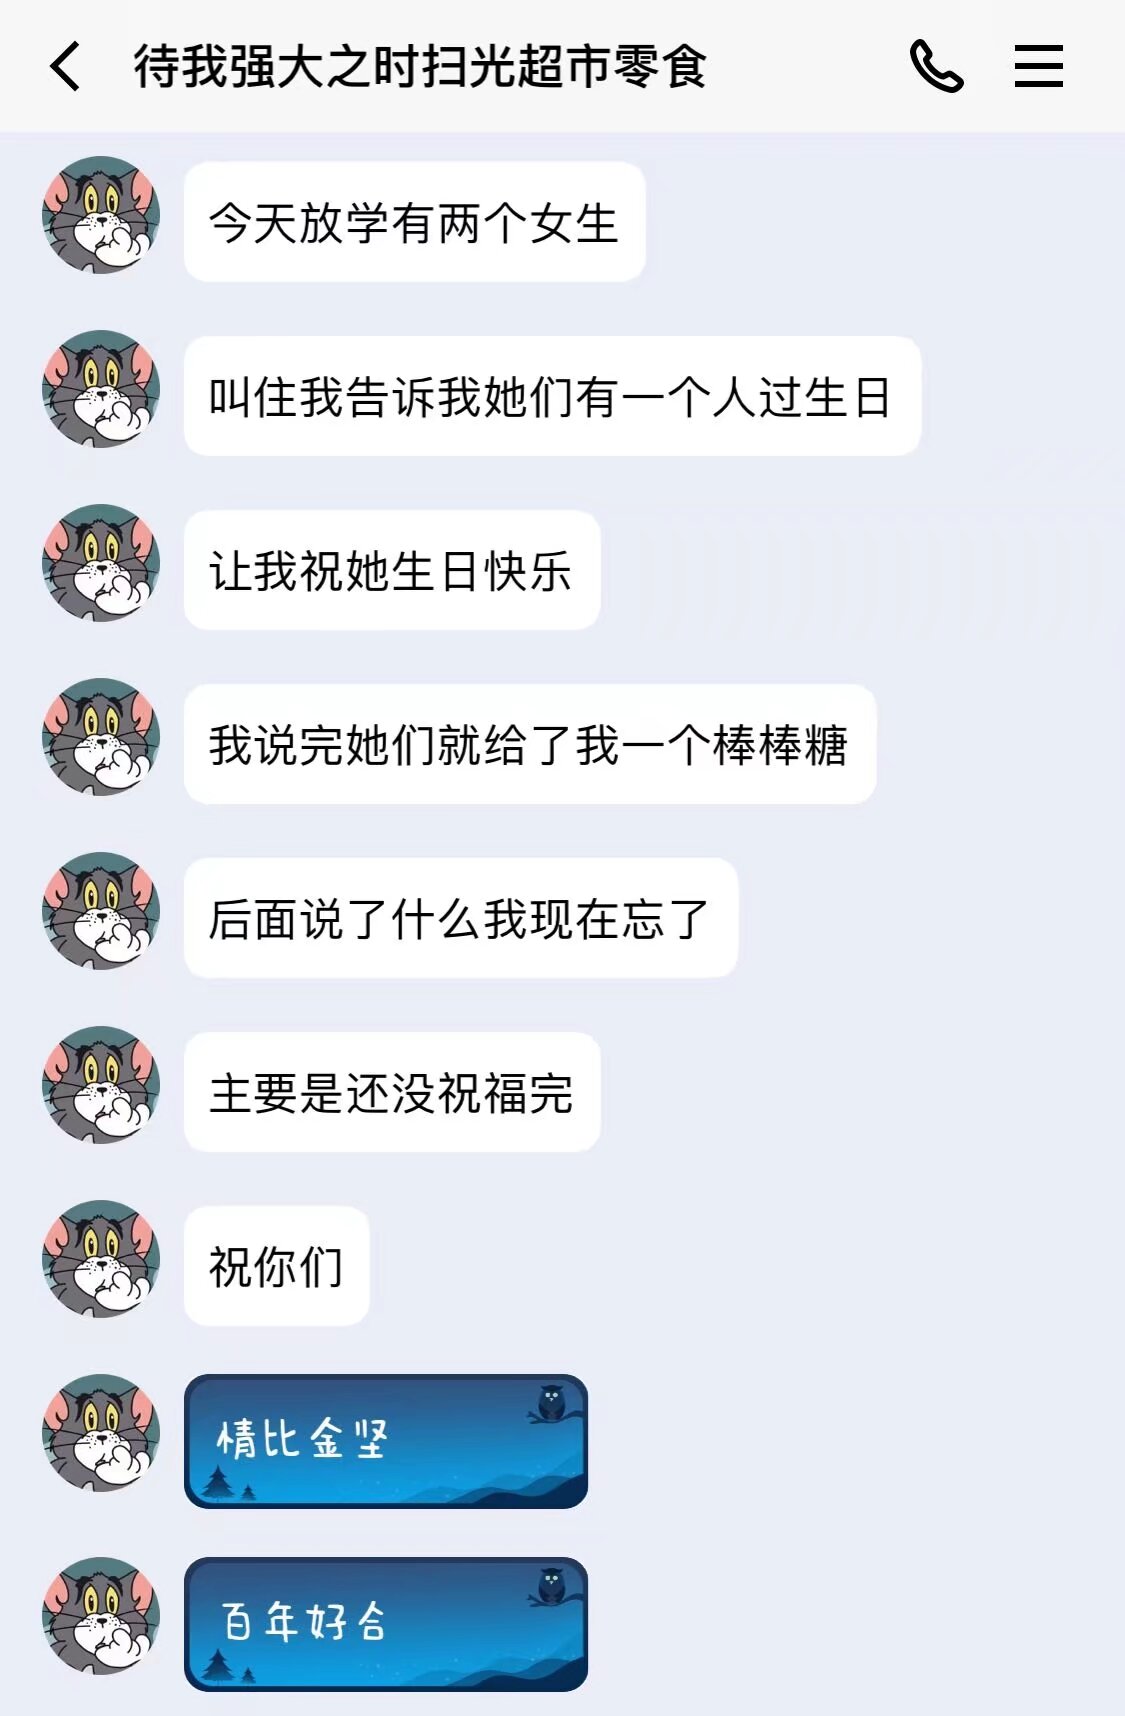 待我强大之时扫光超市零食
今天放学有两个女生
叫住我告诉我她们有一个人过生日
让我祝她生日快乐
我说完她们就给了我一个棒棒糖
后面说了什么我现在忘了
主要是还没祝福完
祝你们
情比金坚
百年好合